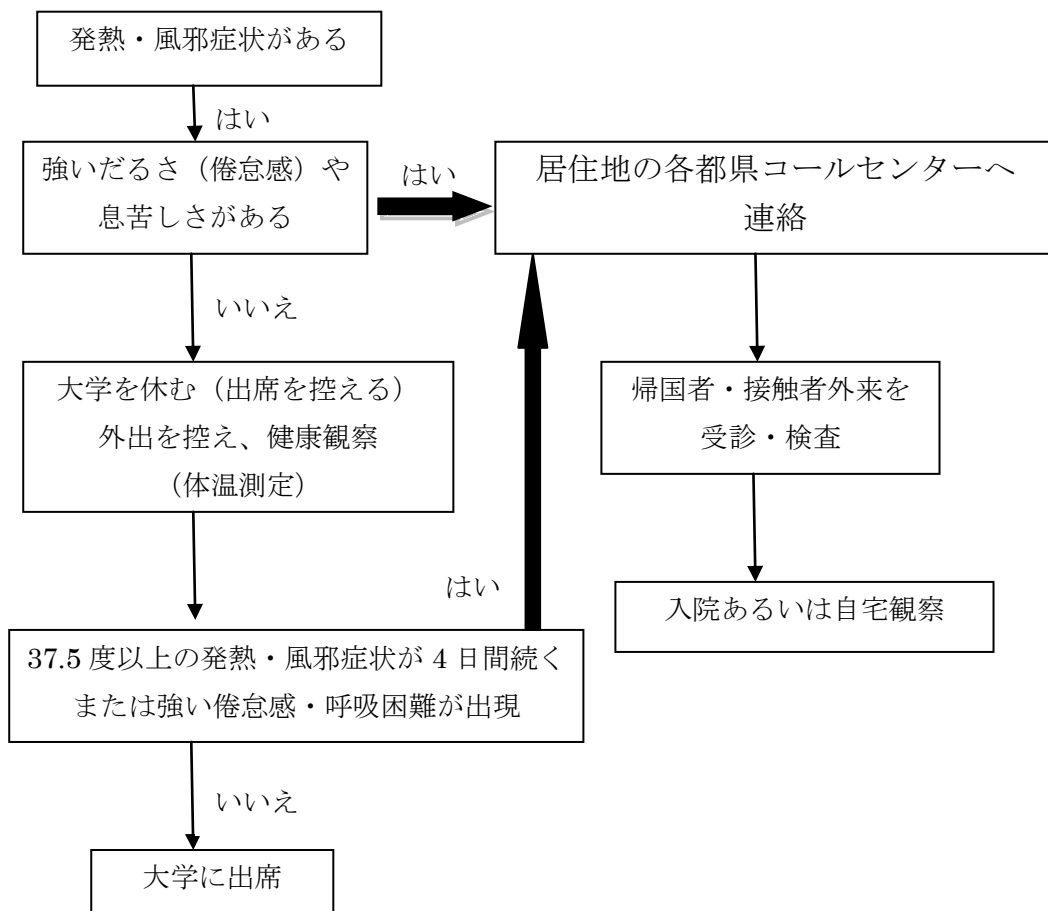 発熱・風邪症状がある
はい
強いだるさ（倦怠感）や
息苦しさがある
はい
居住地の各都県コールセンターへ
連絡
いいえ
大学を休む（出席を控える）
外出を控え、健康観察
（体温測定）
帰国者・接触者外来を
受診・検査
はい
入院あるいは自宅観察
37.5 度以上の発熱・風邪症状が 4 日間続く
または強い倦怠感・呼吸困難が出現
いいえ
大学に出席